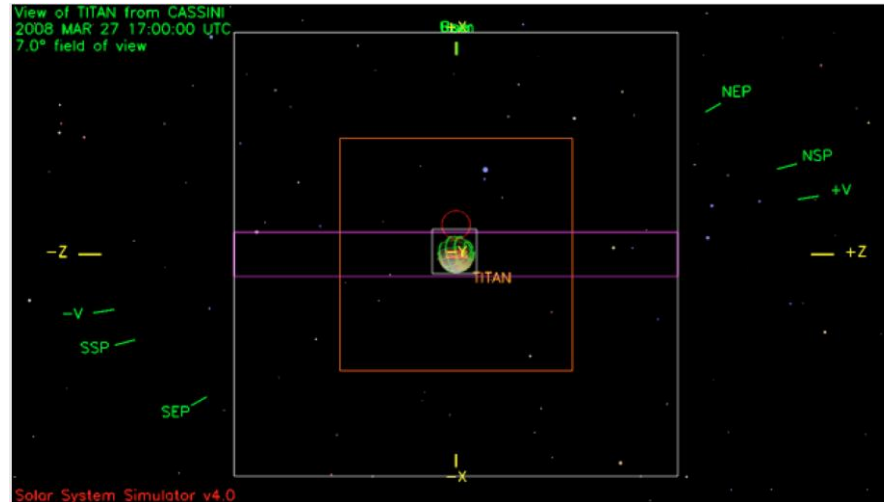 View of TITAN from CASSINI
2008 MAR 27 17:00:00 UTC
7.0° field of view
+X
NEP
NSP
+V
-Z
-Y
+Z
TITAN
-V
SSP
SEP
-X
Solar System Simulator v4.0